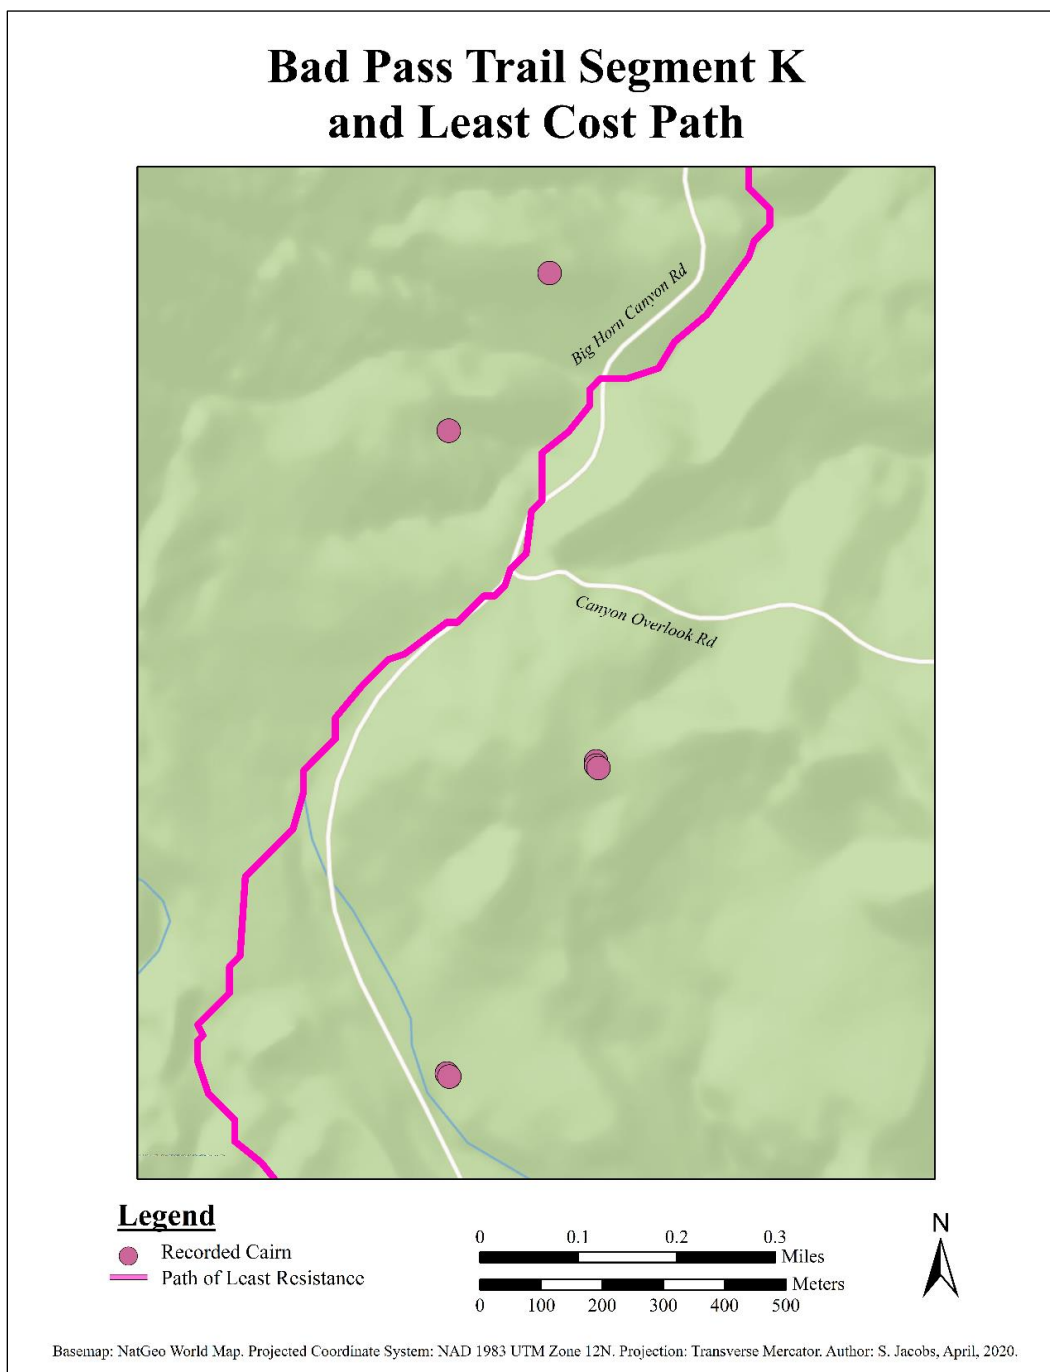 Bad Pass Trail Segment K
and Least Cost Path
Big Horn Canyon Rd
Canyon Overlook Rd
Legend
Recorded Cairn
Path of Least Resistance
0 0.1 0.2 0.3
Miles
Meters
0 100 200 300 400 500
N
Basemap: NatGeo World Map. Projected Coordinate System: NAD 1983 UTM Zone 12N. Projection: Transverse Mercator. Author: S. Jacobs, April, 2020.